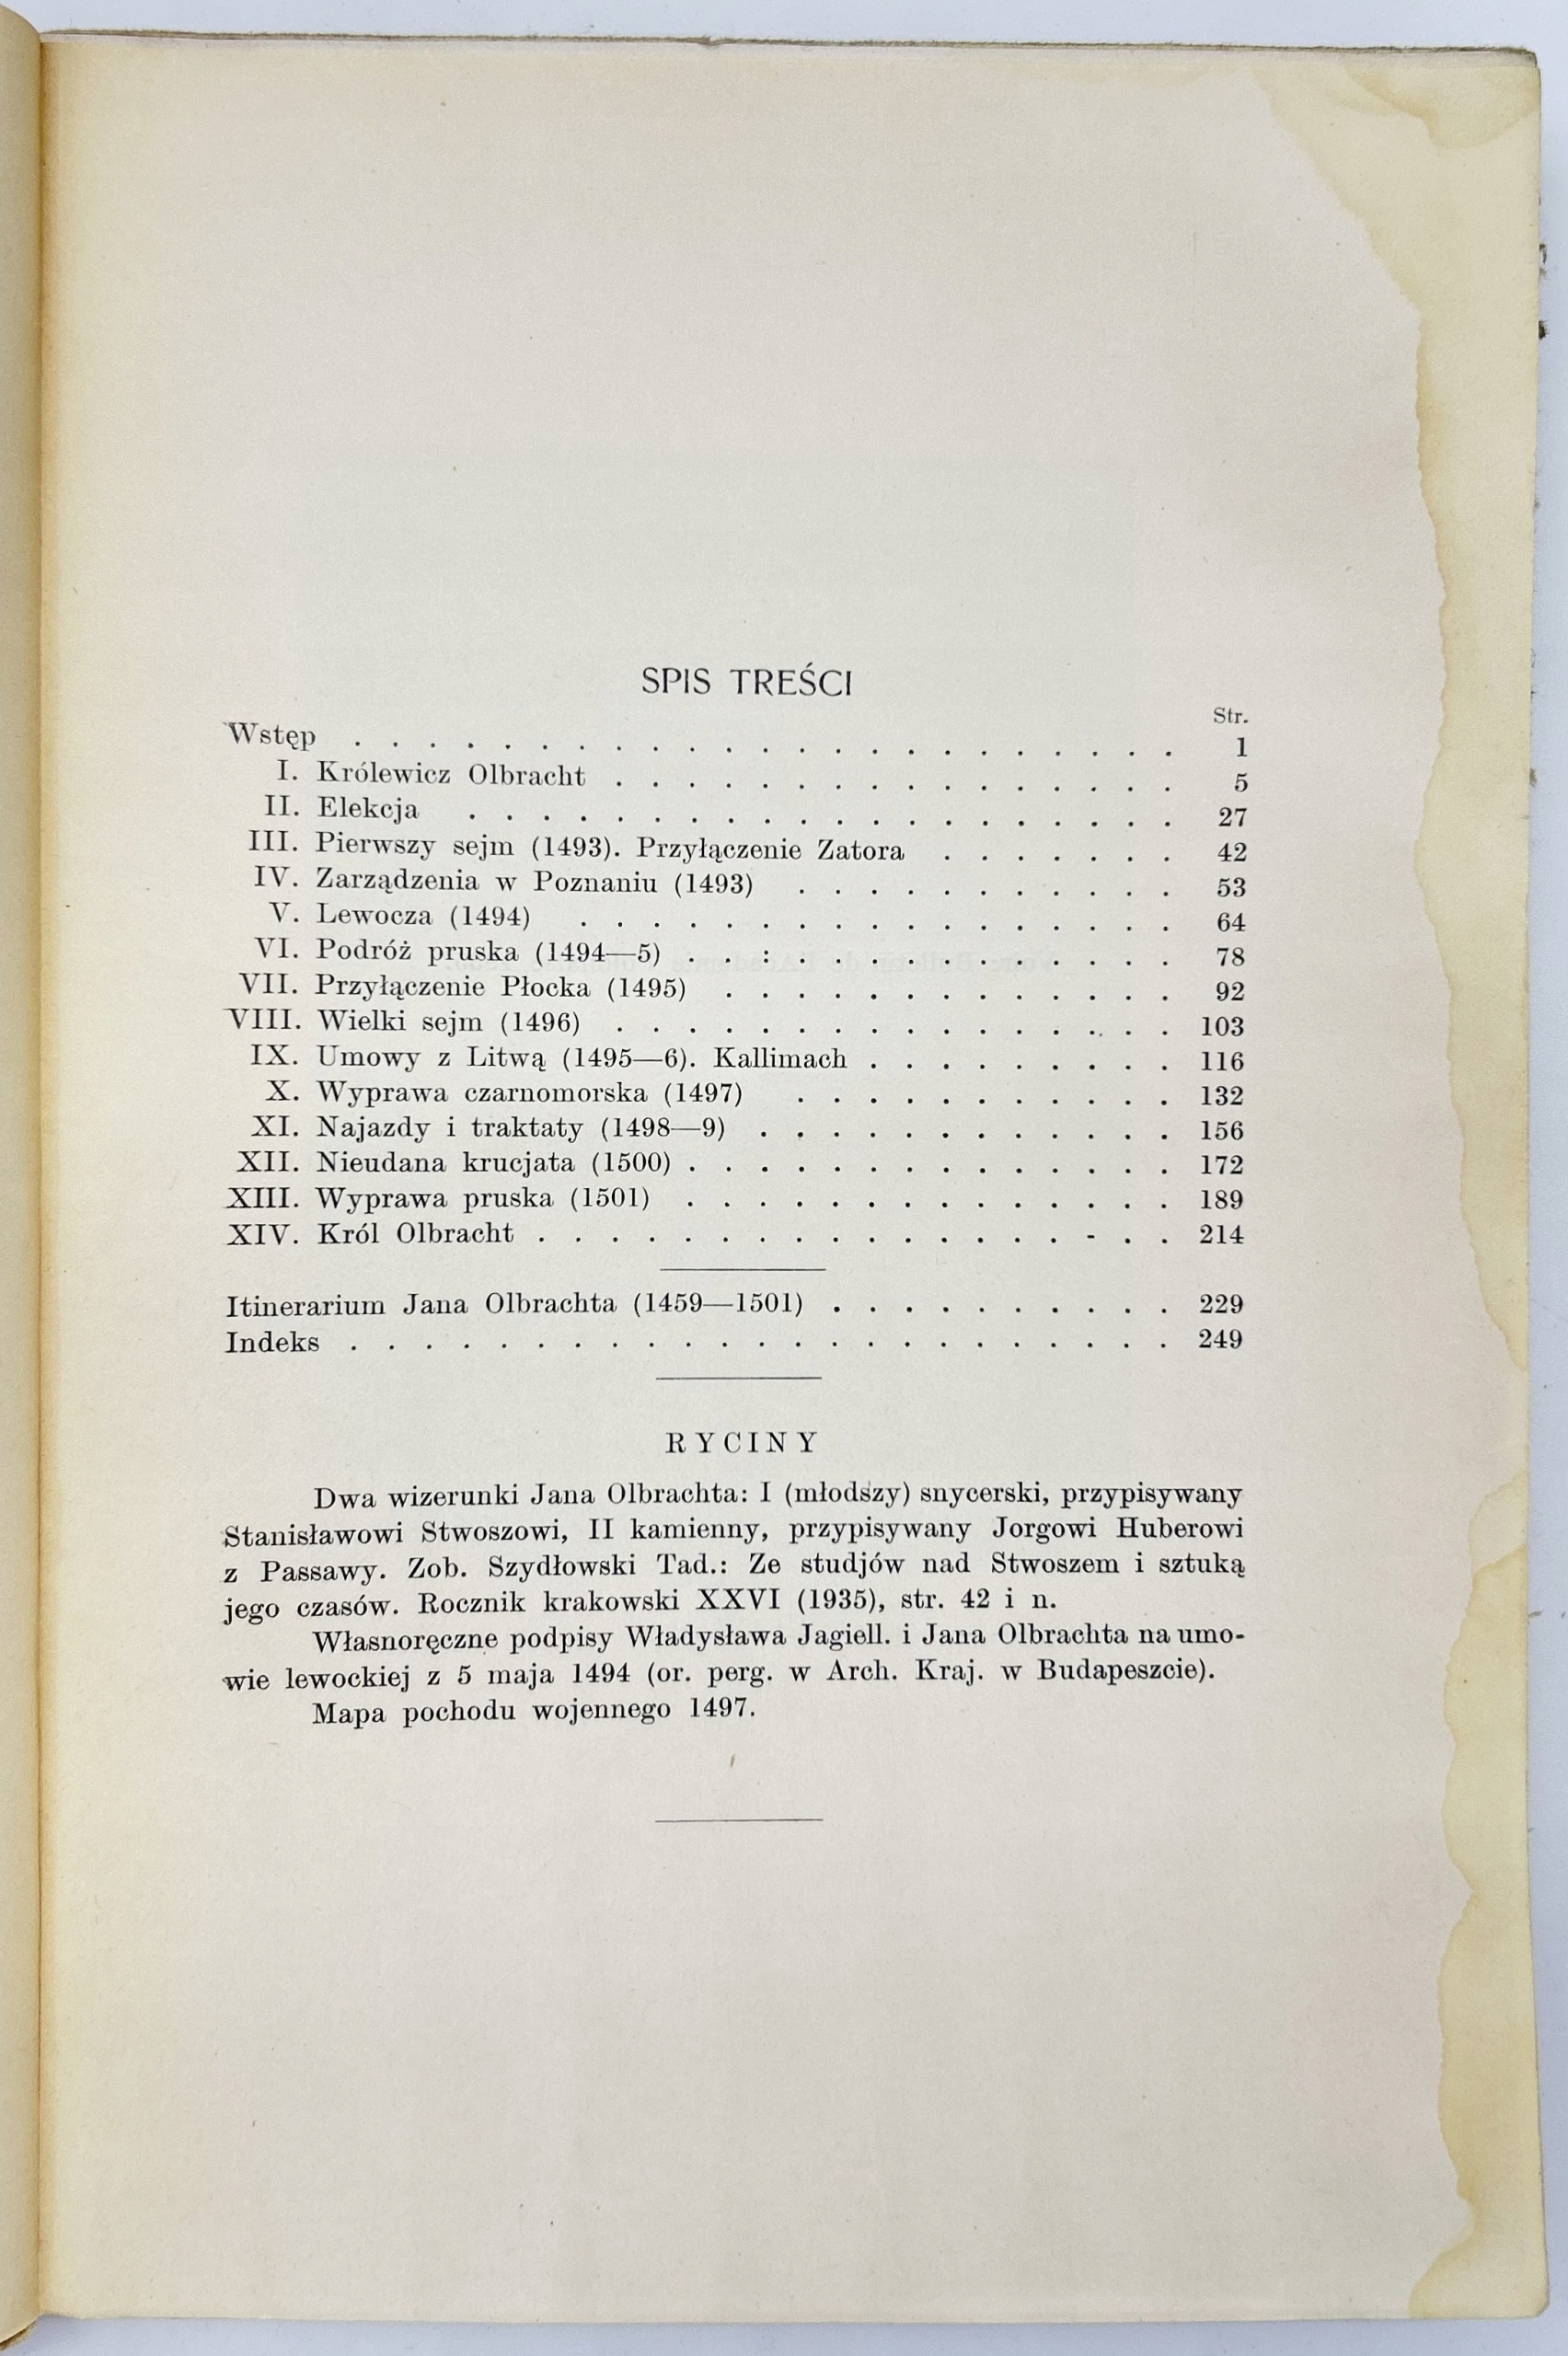 SPIS TREŚCI
Str.
Wstęp . . . . . . . . . . . . . . . . . . . . . . . 1
I. Królewicz Olbracht . . . . . . . . . . . . . . . . 5
II. Elekcja . . . . . . . . . . . . . . . . . . . . 27
III. Pierwszy sejm (1493). Przyłączenie Zatora . . . . . . . 42
IV. Zarządzenia w Poznaniu (1493) . . . . . . . . . . . 53
V. Lewocza (1494) . . . . . . . . . . . . . . . . . 64
VI. Podróż pruska (1494—5) . . : . . . . . . . . . . . 78
VII. Przyłączenie Płocka (1495) . . . . . . . . . . . . . 92
VIII. Wielki sejm (1496) . . . . . . . . . . . . . . . . 103
IX. Umowy z Litwą (1495—6). Kallimach . . . . . . . . . 116
X. Wyprawa czarnomorska (1497) . . . . . . . . . . . 132
XI. Najazdy i traktaty (1498—9) . . . . . . . . . . . . 156
XII. Nieudana krucjata (1500) . . . . . . . . . . . . . . 172
XIII. Wyprawa pruska (1501) . . . . . . . . . . . . . . 189
XIV. Król Olbracht . . . . . . . . . . . . . . . - . . 214
Itinerarium Jana Olbrachta (1459—1501) . . . . . . . . . . 229
Indeks . . . . . . . . . . . . . . . . . . . . . . . 249
RYCINY
Dwa wizerunki Jana Olbrachta: I (młodszy) snycerski, przypisywany
Stanisławowi Stwoszowi, II kamienny, przypisywany Jorgowi Huberowi
z Passawy. Zob. Szydłowski Tad.: Ze studjów nad Stwoszem i sztuką
jego czasów. Rocznik krakowski XXVI (1935), str. 42 i n.
Własnoręczne podpisy Władysława Jagiell. i Jana Olbrachta na umo-
wie lewockiej z 5 maja 1494 (or. perg. w Arch. Kraj. w Budapeszcie).
Mapa pochodu wojennego 1497.